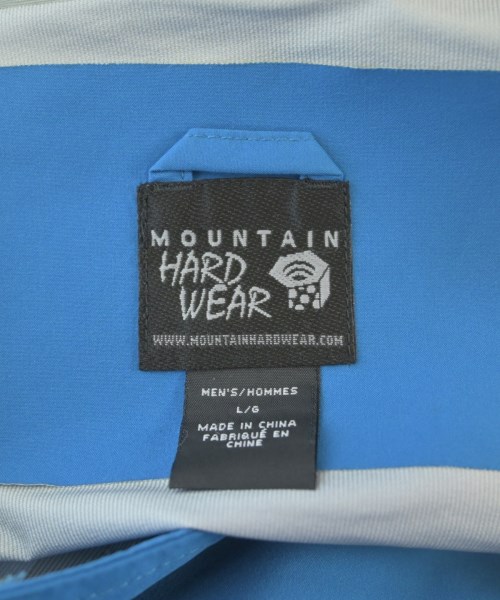 MOUNTAIN
HARD
WEAR
WWW.MOUNTAINHARDWEAR.COM
MEN'S/HOMMES
L/G
MADE IN CHINA
FABRIQUÉ EN
CHINE